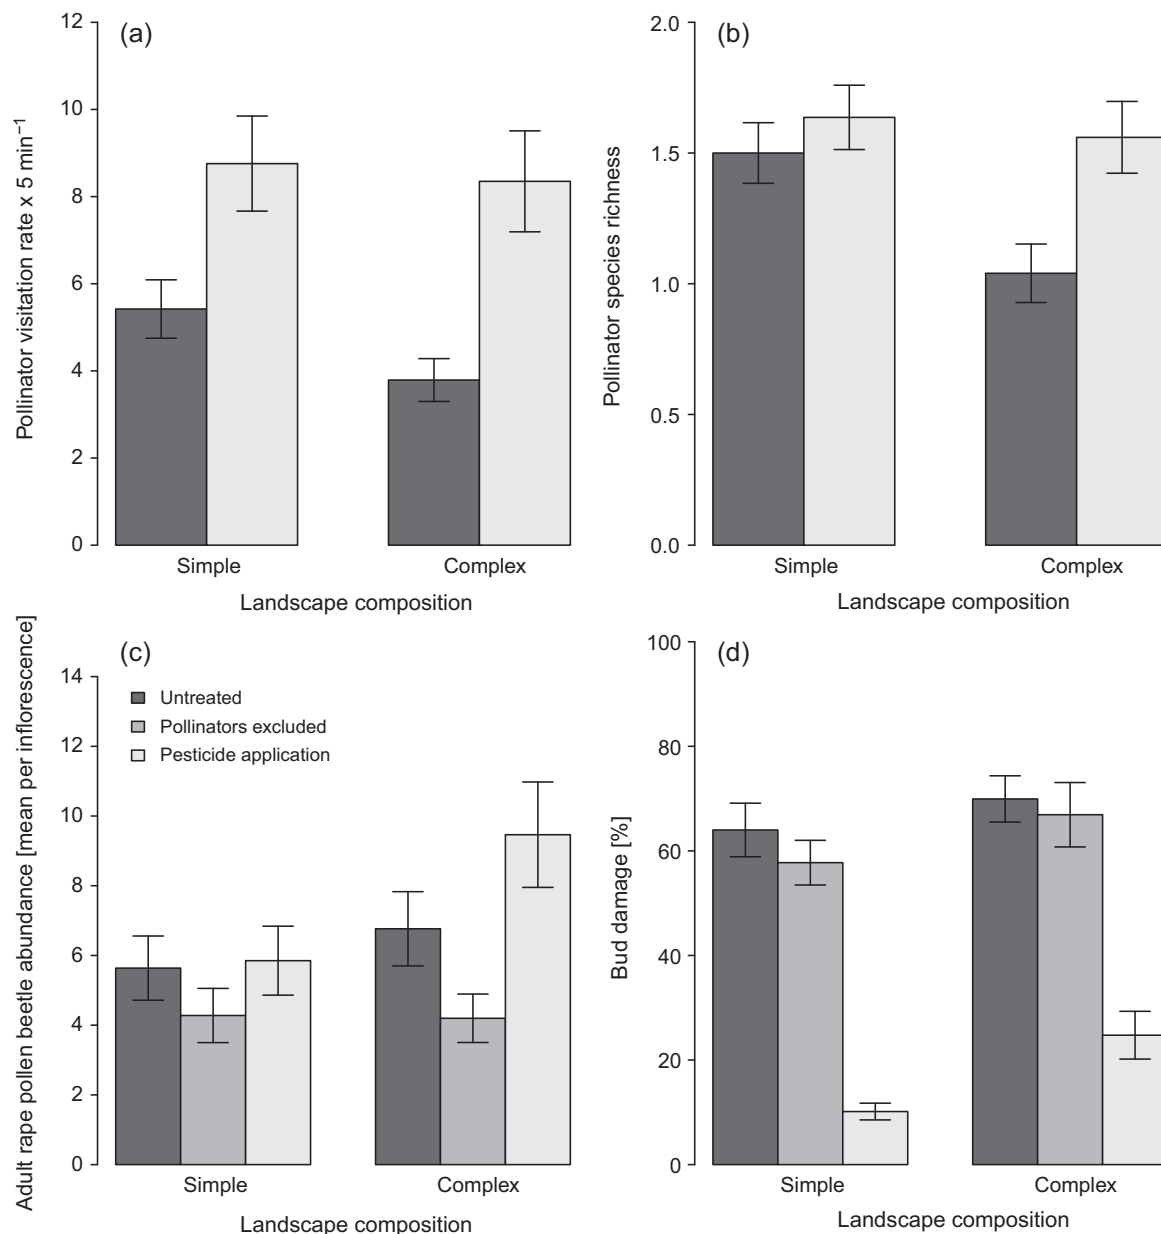 (a)
Pollinator visitation rate x 5 min⁻¹
12
10
8
6
4
2
0
Simple
Complex
Landscape composition
(b)
Pollinator species richness
2.0
1.5
1.0
0.5
0.0
Simple
Complex
Landscape composition
(c)
Adult rape pollen beetle abundance [mean per inflorescence]
14
12
10
8
6
4
2
0
Untreated
Pollinators excluded
Pesticide application
Simple
Complex
Landscape composition
(d)
Bud damage [%]
100
80
60
40
20
0
Simple
Complex
Landscape composition